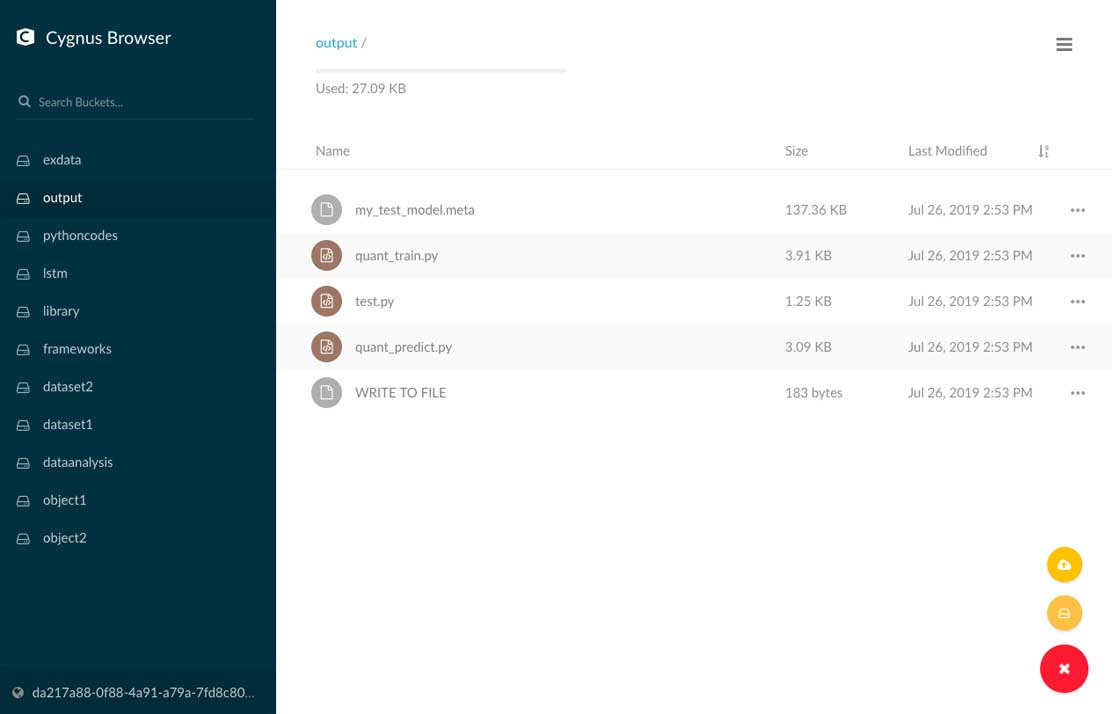 Cygnus Browser
Search Buckets...
exdata
output
pythoncodes
lstm
library
frameworks
dataset2
dataset1
dataanalysis
object1
object2
da217a88-0f88-4a91-a79a-7fd8c80...
output /
Used: 27.09 KB
Name Size Last Modified
my_test_model.meta 137.36 KB Jul 26, 2019 2:53 PM
quant_train.py 3.91 KB Jul 26, 2019 2:53 PM
test.py 1.25 KB Jul 26, 2019 2:53 PM
quant_predict.py 3.09 KB Jul 26, 2019 2:53 PM
WRITE TO FILE 183 bytes Jul 26, 2019 2:53 PM